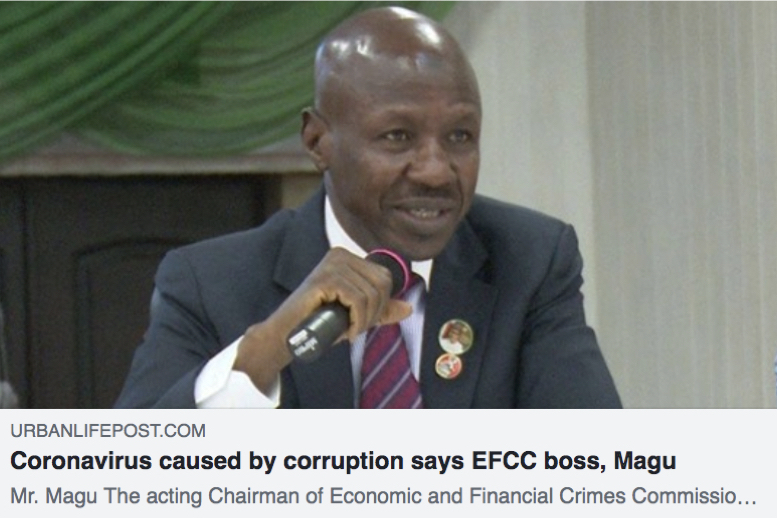 URBANLIFEPOST.COM
Coronavirus caused by corruption says EFCC boss, Magu
Mr. Magu The acting Chairman of Economic and Financial Crimes Commissio...